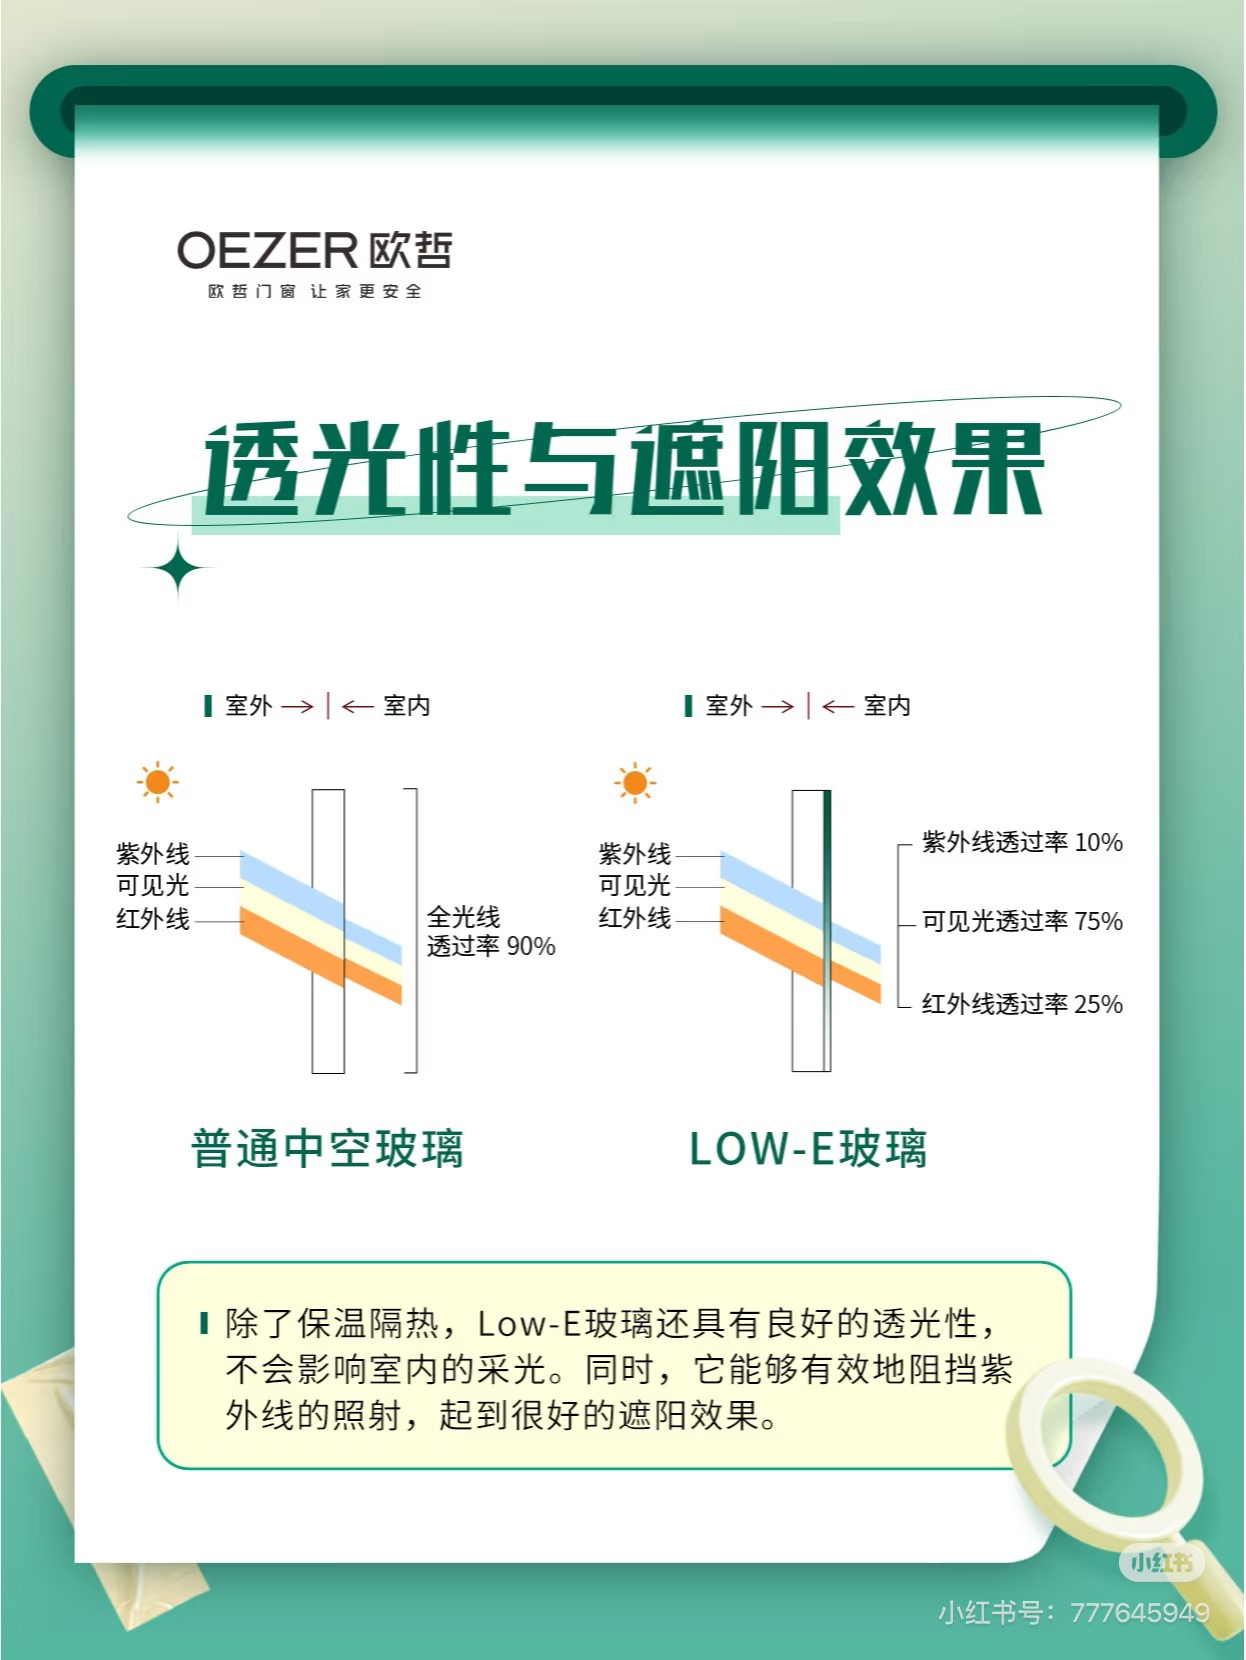 OEZER 欧哲
欧哲门窗 让家更安全
透光性与遮阳效果
室外 室内
紫外线
可见光
红外线
全光线
透过率 90%
普通中空玻璃
室外 室内
紫外线
可见光
红外线
紫外线透过率 10%
可见光透过率 75%
红外线透过率 25%
LOW-E玻璃
除了保温隔热，Low-E玻璃还具有良好的透光性，
不会影响室内的采光。同时，它能够有效地阻挡紫
外线的照射，起到很好的遮阳效果。
小红书
小红书号：777645949